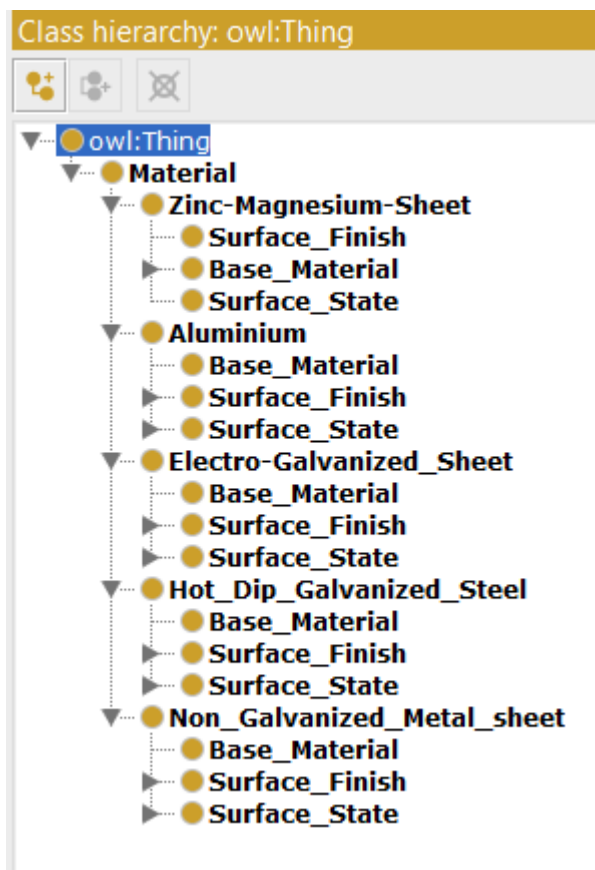 Class hierarchy: owl:Thing
owl:Thing
Material
Zinc-Magnesium-Sheet
Surface_Finish
Base_Material
Surface_State
Aluminium
Base_Material
Surface_Finish
Surface_State
Electro-Galvanized_Sheet
Base_Material
Surface_Finish
Surface_State
Hot_Dip_Galvanized_Steel
Base_Material
Surface_Finish
Surface_State
Non_Galvanized_Metal_sheet
Base_Material
Surface_Finish
Surface_State